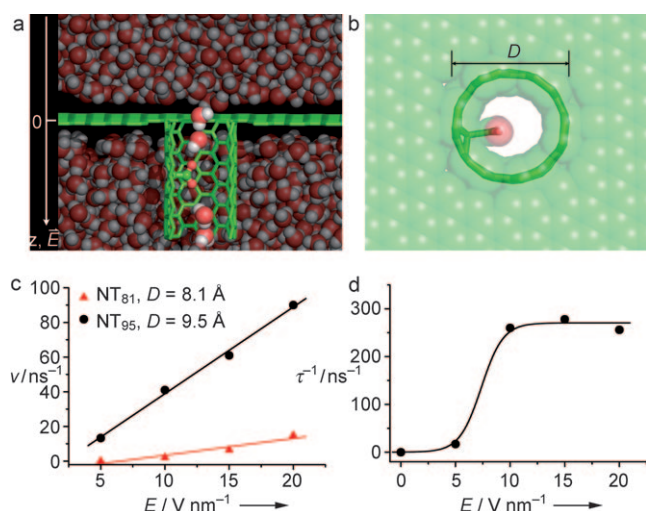 a
0
z, E⃗
b
D
c
NT₈₁, D = 8.1 Å
NT₉₅, D = 9.5 Å
100
80
60
40
20
0
v/ns⁻¹
5 10 15 20
E / V nm⁻¹
d
300
200
100
0
τ⁻¹/ns⁻¹
0 5 10 15 20
E / V nm⁻¹